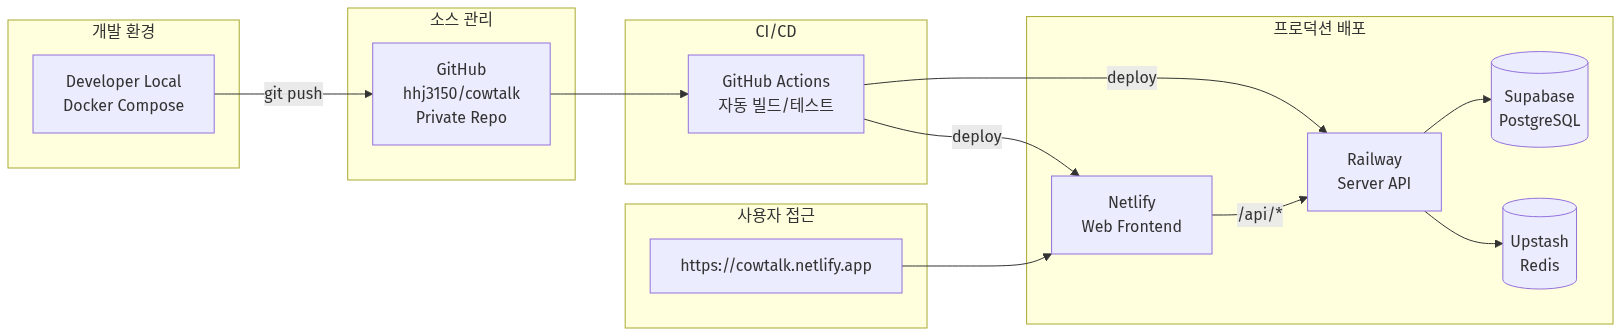 개발 환경
Developer Local
Docker Compose
git push
소스 관리
GitHub
hhj3150/cowtalk
Private Repo
CI/CD
GitHub Actions
자동 빌드/테스트
deploy
deploy
사용자 접근
https://cowtalk.netlify.app
프로덕션 배포
Netlify
Web Frontend
/api/*
Railway
Server API
Supabase
PostgreSQL
Upstash
Redis